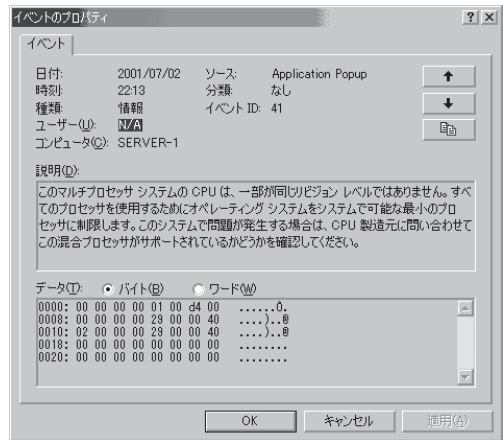 イベントのプロパティ
イベント
日付: 2001/07/02 ソース: Application Popup
時刻: 22:13 分類: なし
種類: 情報 イベント ID: 41
ユーザー(U): N/A
コンピュータ(C): SERVER-1
説明(D):
このマルチプロセッサ システムの CPU は、一部が同じリビジョン レベルではありません。すべ
てのプロセッサを使用するためにオペレーティング システムをシステムで可能な最小のプロ
セッサに制限します。このシステムで問題が発生する場合は、CPU 製造元に問い合わせて
この混合プロセッサがサポートされているかどうかを確認してください。
データ(T): バイト(B) ワード(W)
0000: 00 00 00 00 01 00 d4 00 ......Ô.
0008: 00 00 00 00 29 00 00 40 ....)..@
0010: 02 00 00 00 29 00 00 40 ....)..@
0018: 00 00 00 00 00 00 00 00 ........
0020: 00 00 00 00 00 00 00 00 ........
OK キャンセル 適用(A)